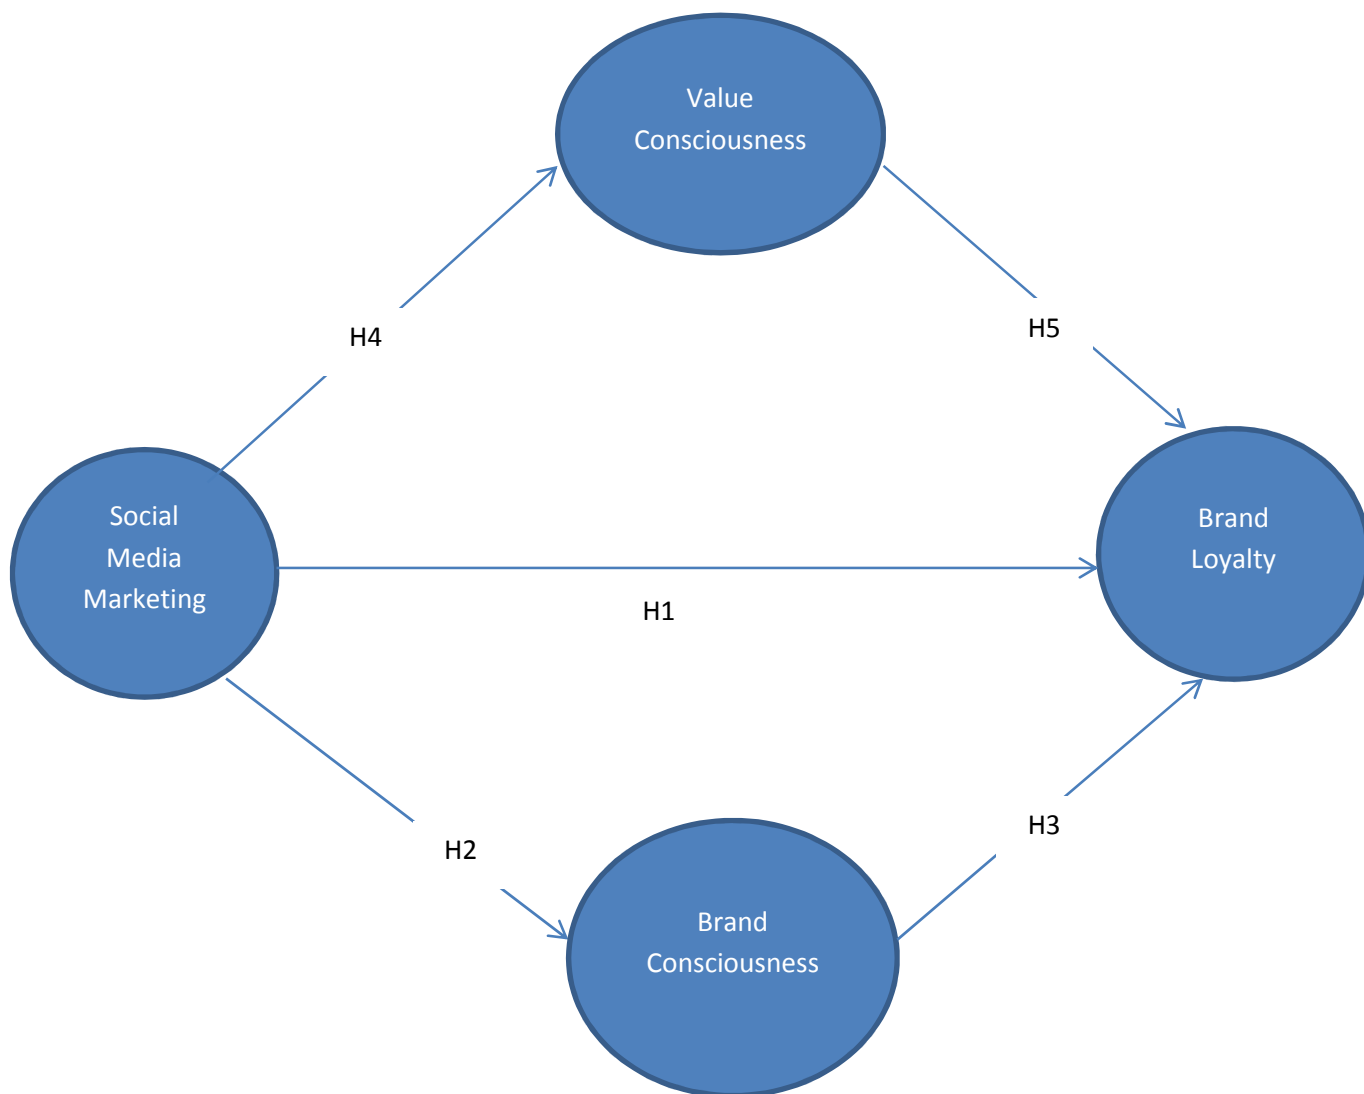 Value
Consciousness
H4
H5
Social
Media
Marketing
Brand
Loyalty
H1
H2
H3
Brand
Consciousness